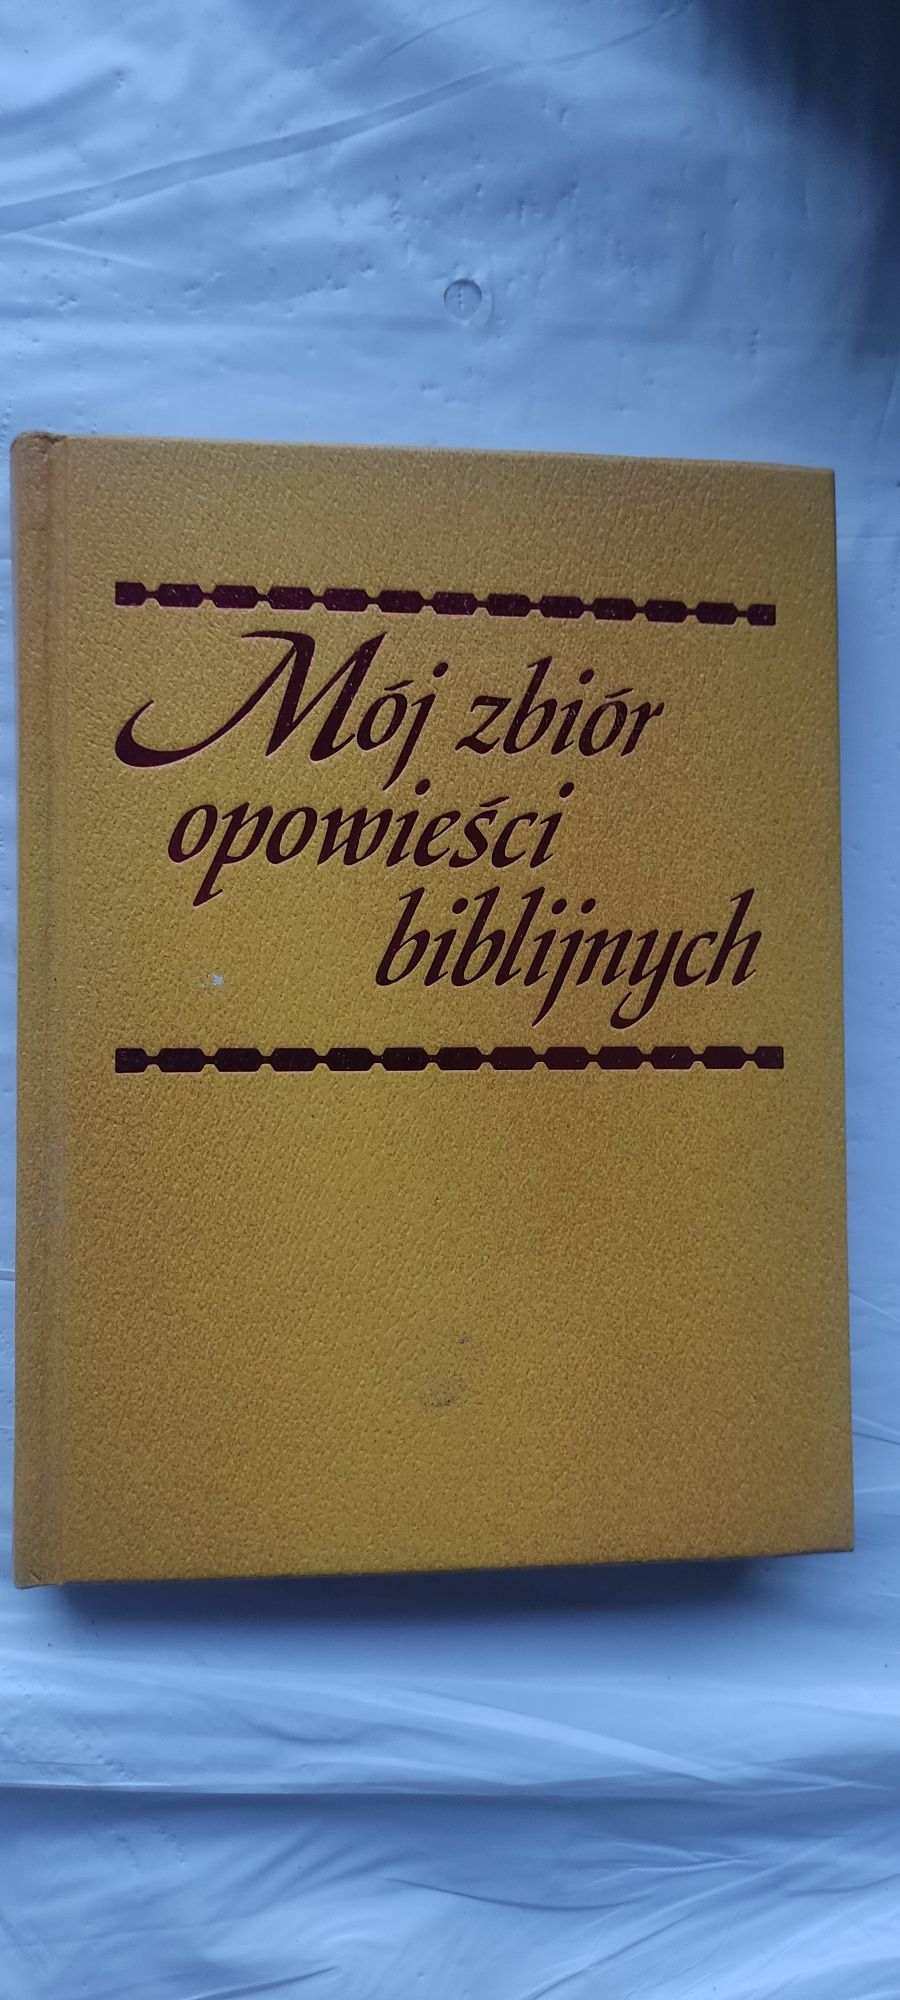 Mój zbiór
opowieści
biblijnych